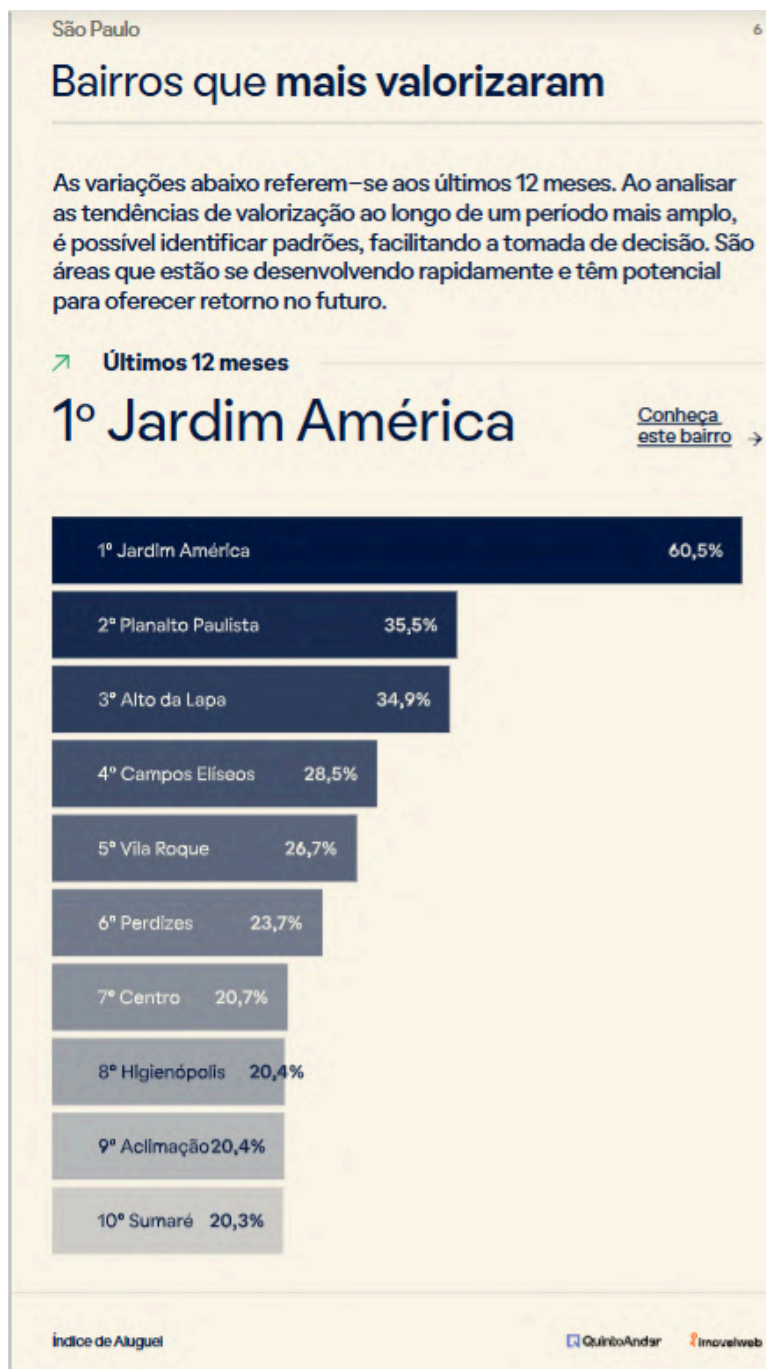 São Paulo 6
Bairros que mais valorizaram
As variações abaixo referem-se aos últimos 12 meses. Ao analisar
as tendências de valorização ao longo de um período mais amplo,
é possível identificar padrões, facilitando a tomada de decisão. São
áreas que estão se desenvolvendo rapidamente e têm potencial
para oferecer retorno no futuro.
Últimos 12 meses
1º Jardim América
Conheça
este bairro →
1º Jardim América 60,5%
2º Planalto Paulista 35,5%
3º Alto da Lapa 34,9%
4º Campos Elíseos 28,5%
5º Vila Roque 26,7%
6º Perdizes 23,7%
7º Centro 20,7%
8º Higienópolis 20,4%
9º Aclimação 20,4%
10º Sumaré 20,3%
Índice de Aluguel QuintoAndar imovelweb